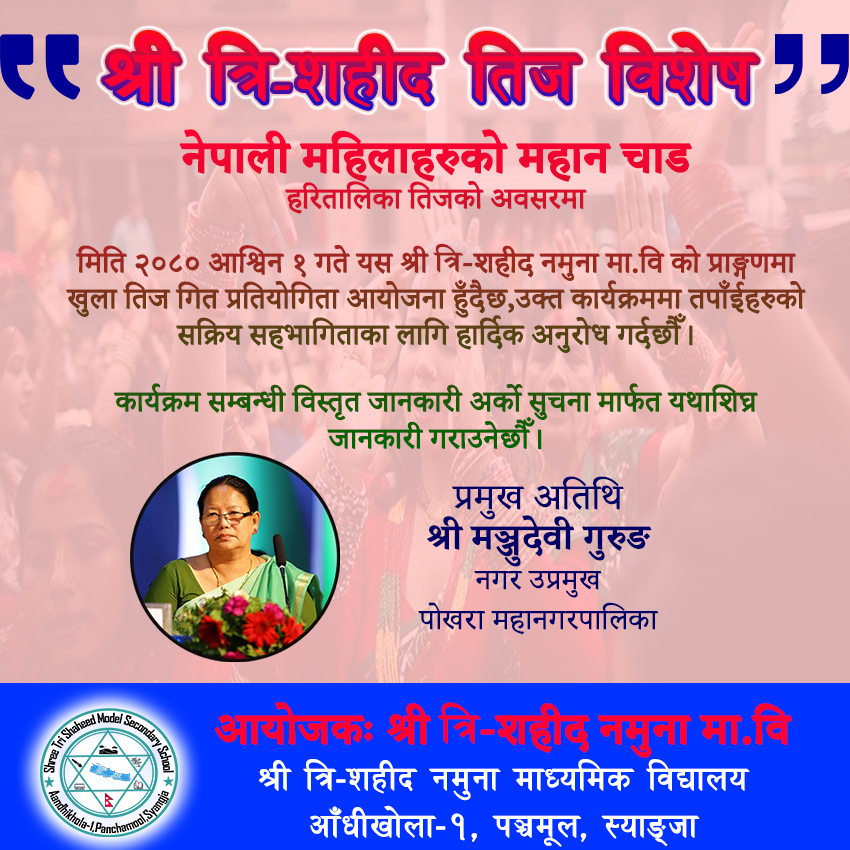 “ श्री त्रि-शहीद तिज विशेष ”
नेपाली महिलाहरुको महान चाड
हरितालिका तिजको अवसरमा
मिति २०८० आश्विन १ गते यस श्री त्रि-शहीद नमुना मा.वि को प्राङ्गणमा
खुला तिज गित प्रतियोगिता आयोजना हुँदैछ,उक्त कार्यक्रममा तपाँईहरुको
सक्रिय सहभागिताका लागि हार्दिक अनुरोध गर्दछौँ ।
कार्यक्रम सम्बन्धी विस्तृत जानकारी अर्को सुचना मार्फत यथाशिघ्र
जानकारी गराउनेछौँ ।
प्रमुख अतिथि
श्री मञ्जुदेवी गुरुङ
नगर उप्रमुख
पोखरा महानगरपालिका
आयोजकः श्री त्रि-शहीद नमुना मा.वि
श्री त्रि-शहीद नमुना माध्यमिक विद्यालय
आँधीखोला-१, पञ्चमूल, स्याङ्जा
Shree Tri Shaheed Model Secondary School
Aandhikhola-1,Panchamool,Syangja